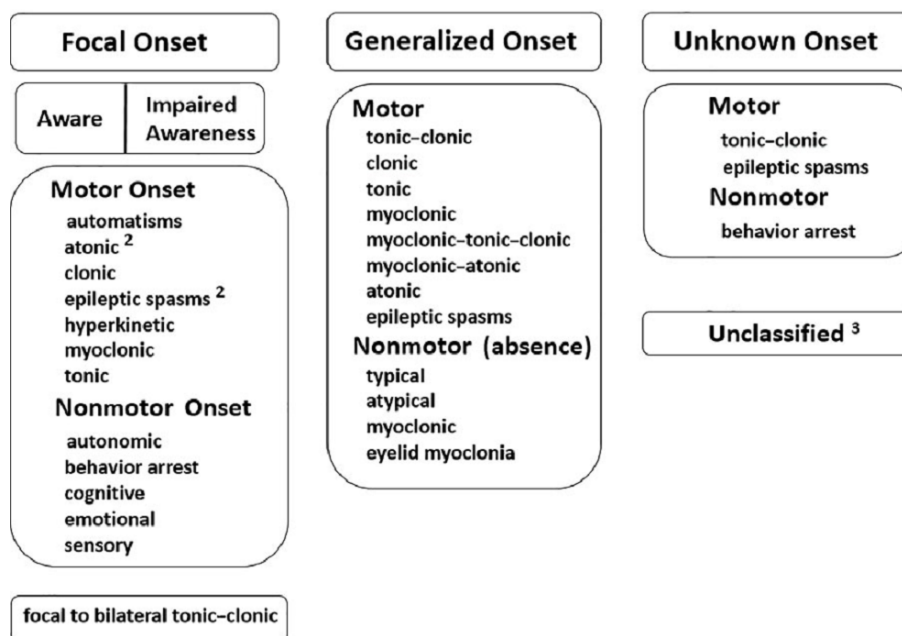 Focal Onset
Aware
Impaired
Awareness
Motor Onset
automatisms
atonic ²
clonic
epileptic spasms ²
hyperkinetic
myoclonic
tonic
Nonmotor Onset
autonomic
behavior arrest
cognitive
emotional
sensory
focal to bilateral tonic–clonic
Generalized Onset
Motor
tonic–clonic
clonic
tonic
myoclonic
myoclonic–tonic–clonic
myoclonic–atonic
atonic
epileptic spasms
Nonmotor (absence)
typical
atypical
myoclonic
eyelid myoclonia
Unknown Onset
Motor
tonic–clonic
epileptic spasms
Nonmotor
behavior arrest
Unclassified ³